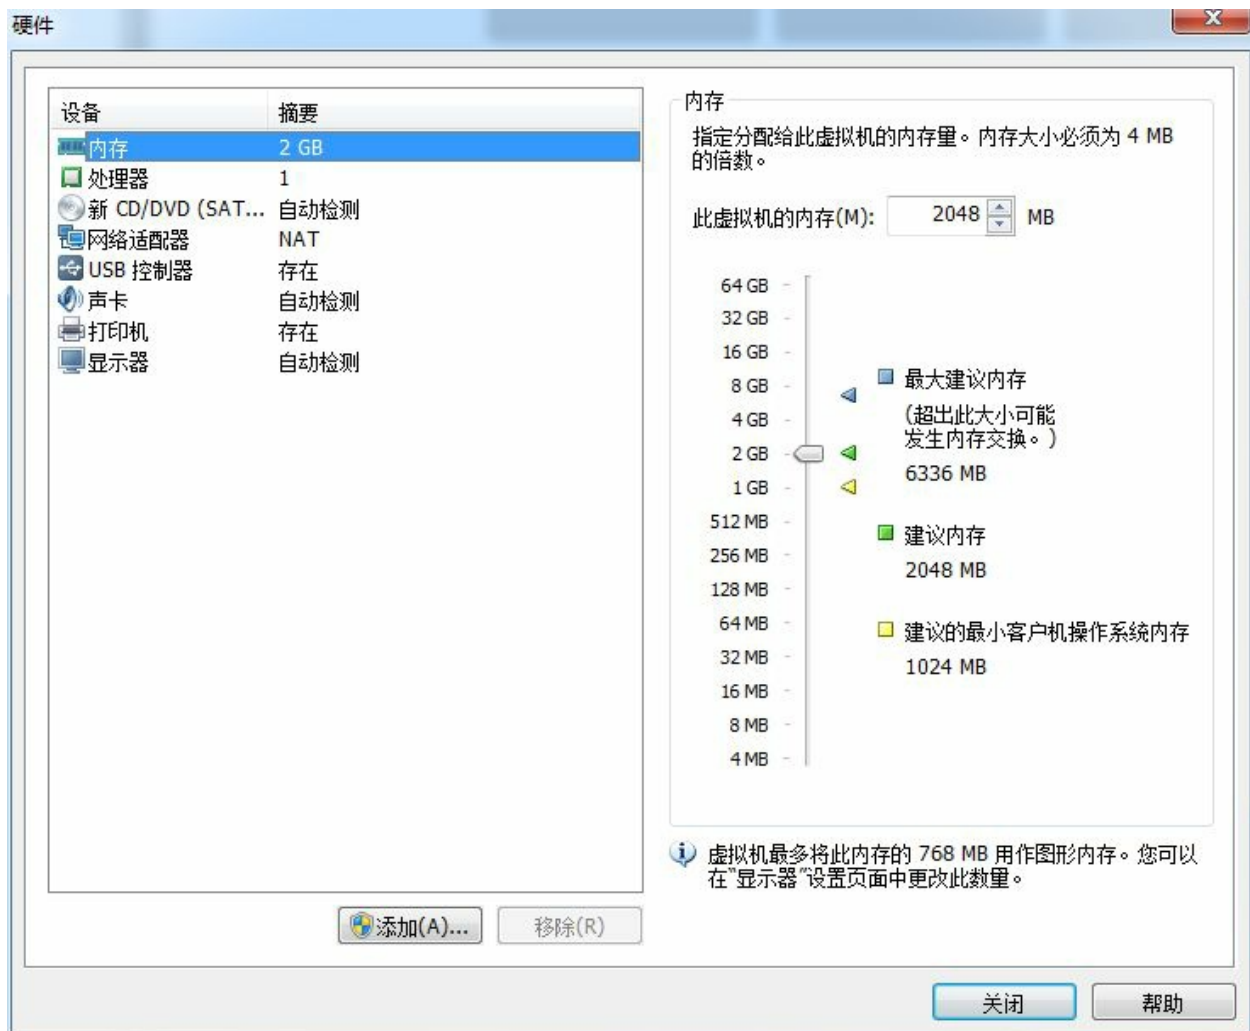 硬件
设备 摘要
内存 2 GB
处理器 1
新 CD/DVD (SAT... 自动检测
网络适配器 NAT
USB 控制器 存在
声卡 自动检测
打印机 存在
显示器 自动检测
添加(A)...
移除(R)
内存
指定分配给此虚拟机的内存量。内存大小必须为 4 MB
的倍数。
此虚拟机的内存(M): 2048 MB
64 GB
32 GB
16 GB
8 GB
4 GB
2 GB
1 GB
512 MB
256 MB
128 MB
64 MB
32 MB
16 MB
8 MB
4 MB
最大建议内存
(超出此大小可能
发生内存交换。)
6336 MB
建议内存
2048 MB
建议的最小客户机操作系统内存
1024 MB
虚拟机最多将此内存的 768 MB 用作图形内存。您可以
在"显示器"设置页面中更改此数量。
关闭
帮助